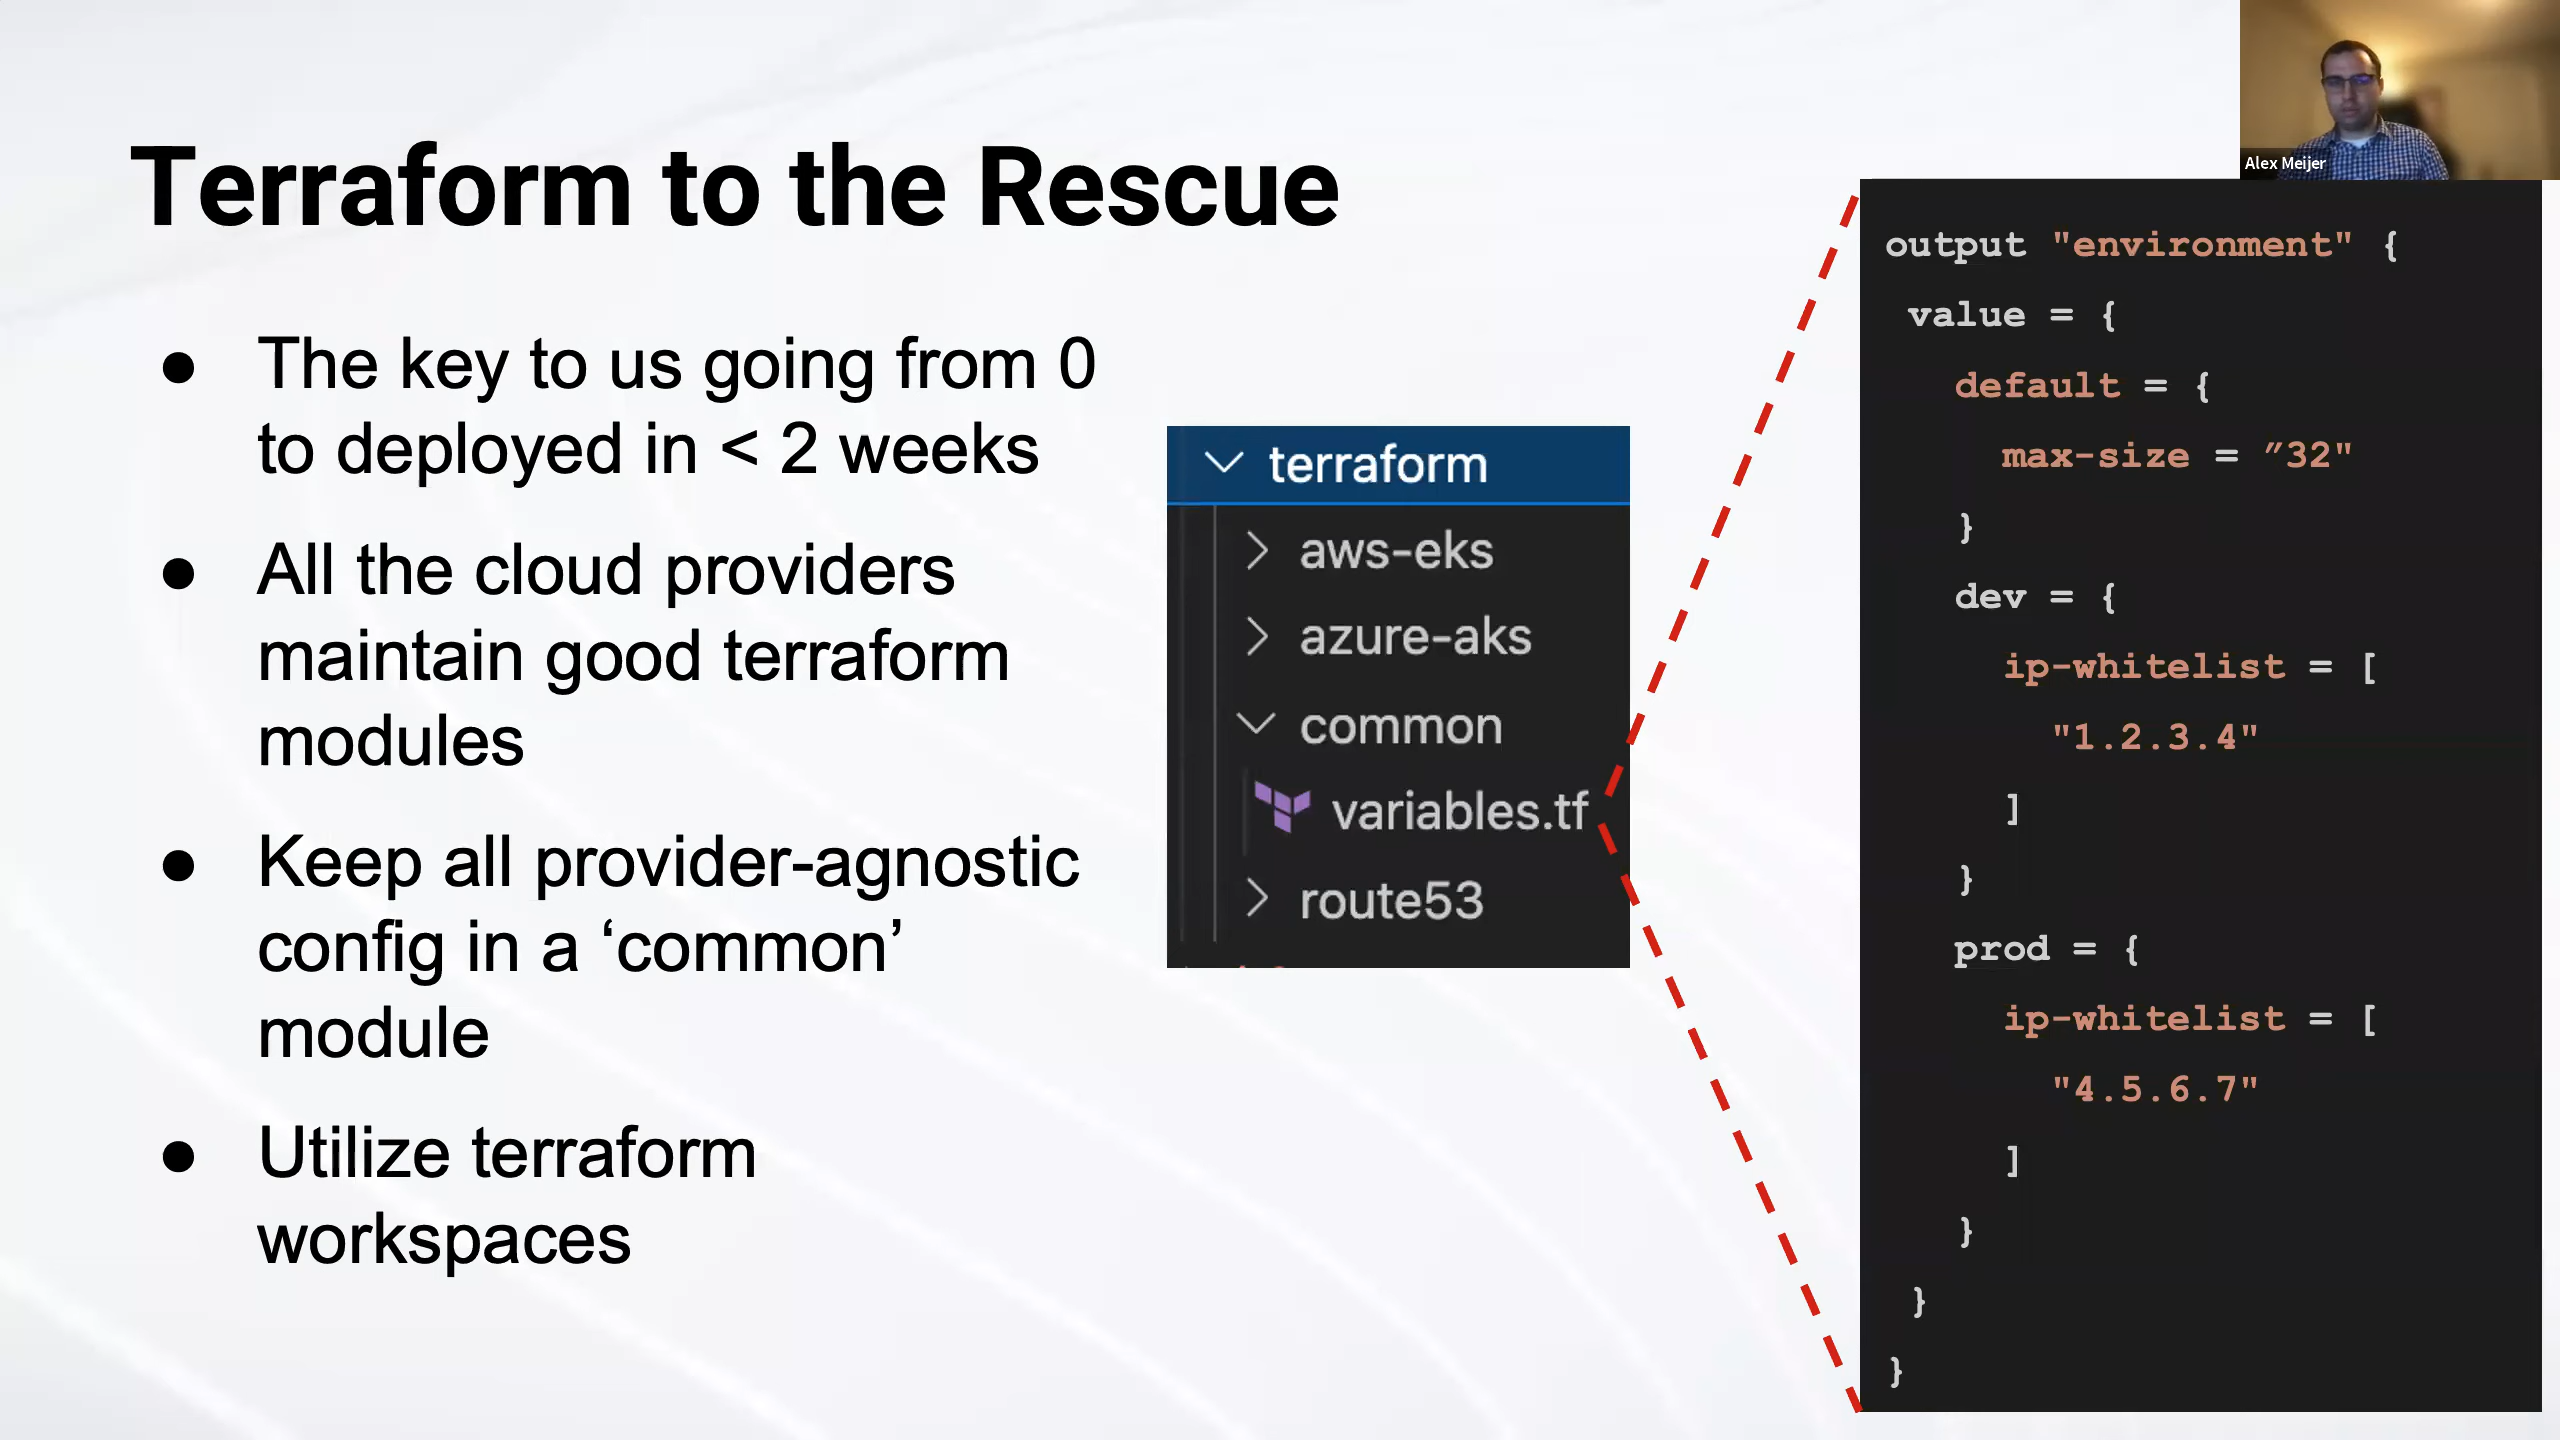 Terraform to the Rescue
● The key to us going from 0
to deployed in < 2 weeks
● All the cloud providers
maintain good terraform
modules
● Keep all provider-agnostic
config in a ‘common’
module
● Utilize terraform
workspaces
terraform
aws-eks
azure-aks
common
variables.tf
route53
Alex Meijer
output "environment" {
value = {
default = {
max-size = ”32"
}
dev = {
ip-whitelist = [
"1.2.3.4"
]
}
prod = {
ip-whitelist = [
"4.5.6.7"
]
}
}
}